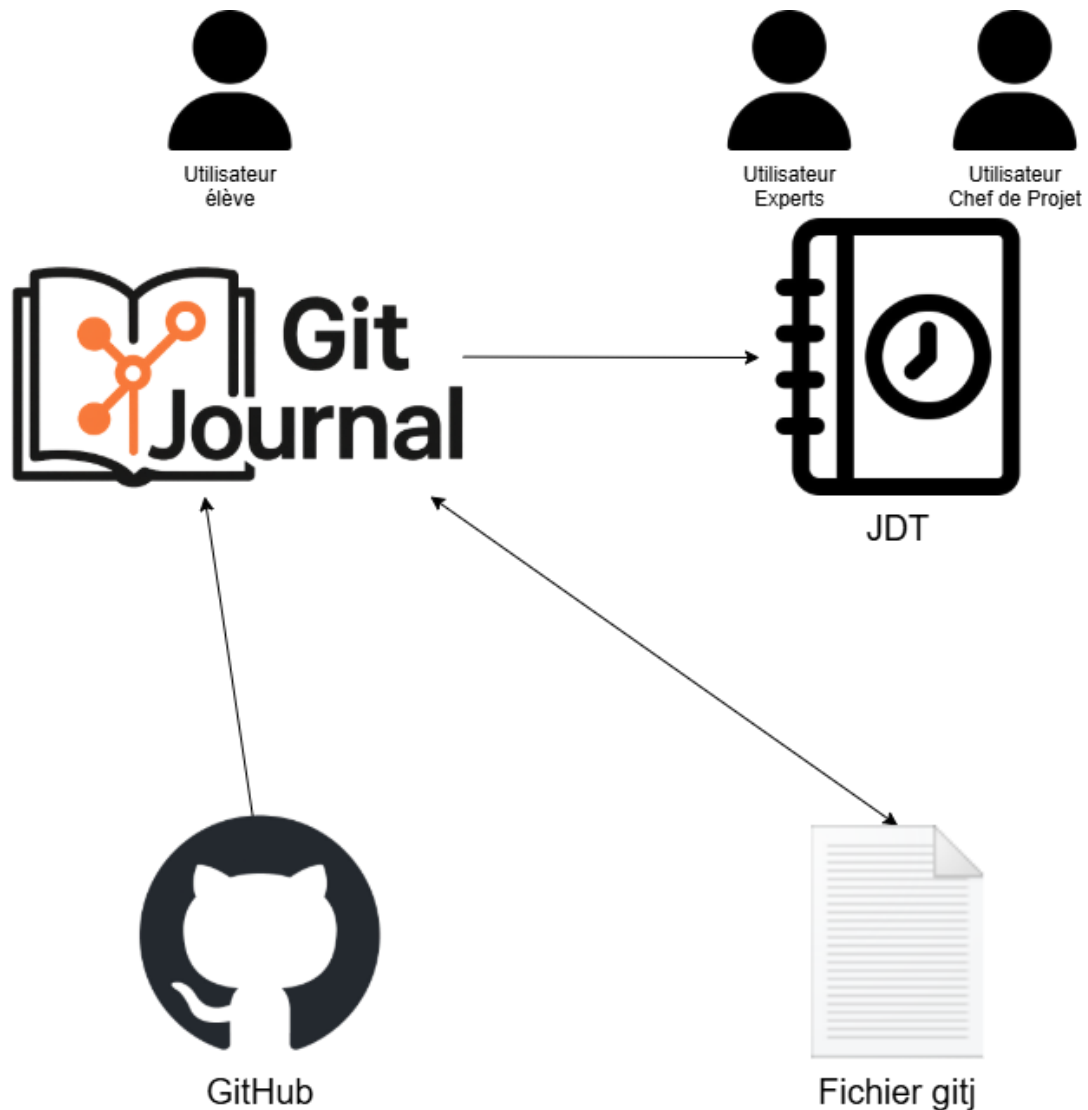 Utilisateur
élève
Utilisateur
Experts
Utilisateur
Chef de Projet
Git
Journal
JDT
GitHub
Fichier gitj